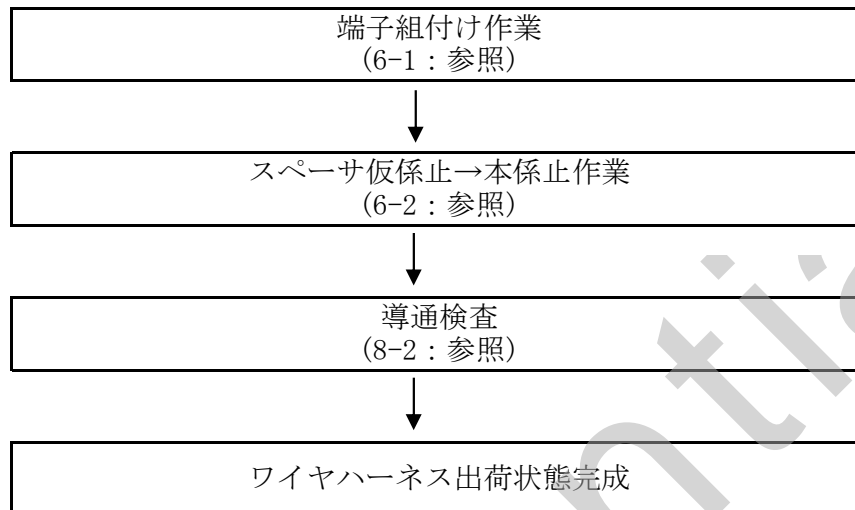 端子組付け作業
(6-1：参照)
スペーサ仮係止→本係止作業
(6-2：参照)
導通検査
(8-2：参照)
ワイヤハーネス出荷状態完成